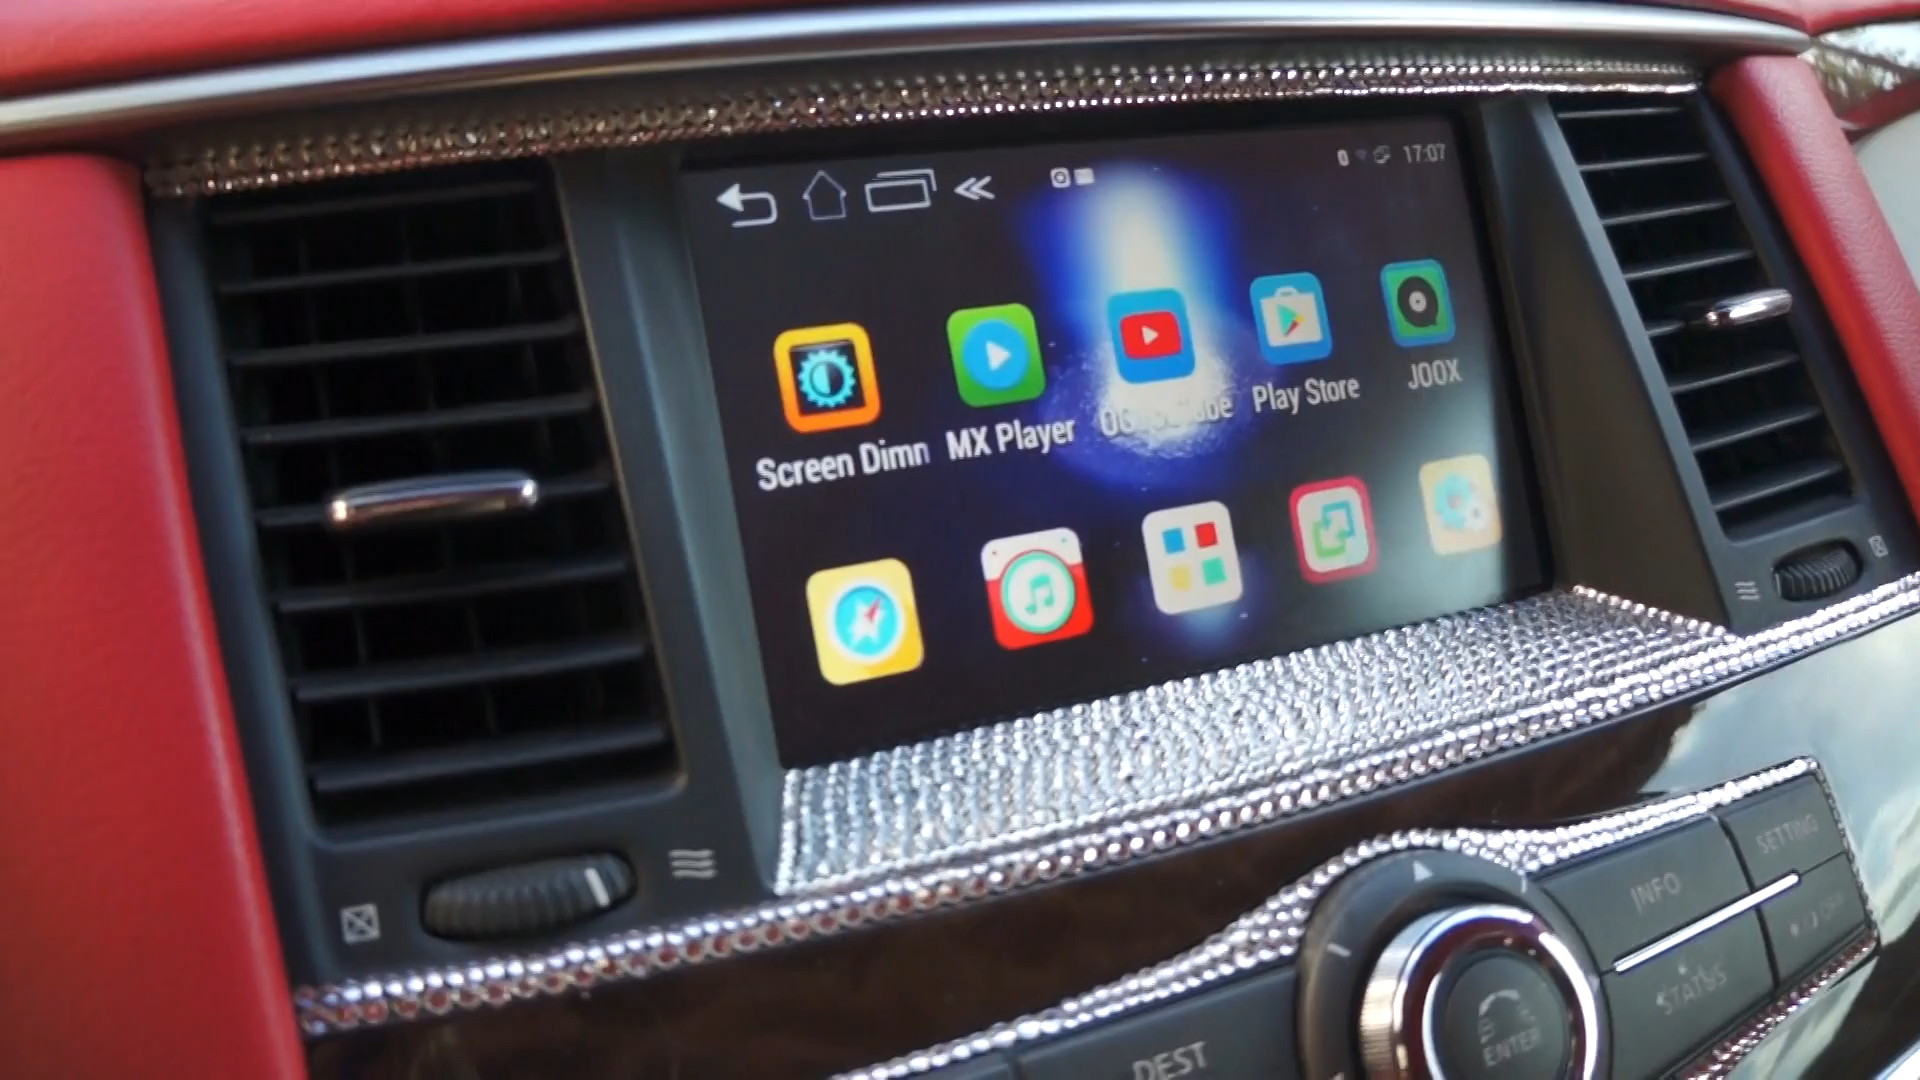 17:07
Screen Dimn
MX Player
Play Store
JOOX
SETTING
INFO
STATUS
ENTER
DEST